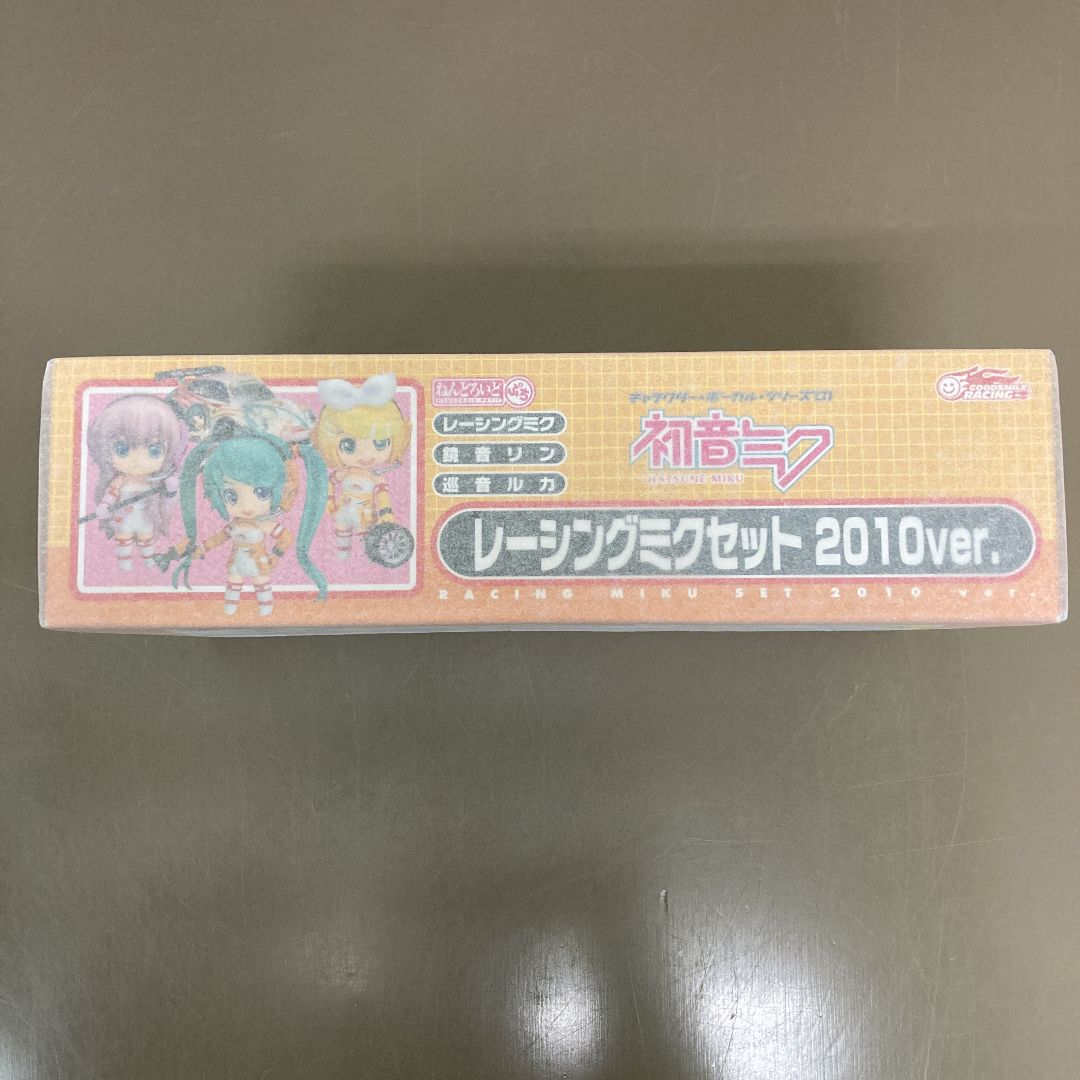 ねんどろいど ぷち
NENDOROID PETIT
レーシングミク
鏡音リン
巡音ルカ
キャラクター・ボーカル・シリーズ01
初音ミク
HATSUNE MIKU
GOODSMILE
RACING
レーシングミクセット 2010ver.
RACING MIKU SET 2010 ver.